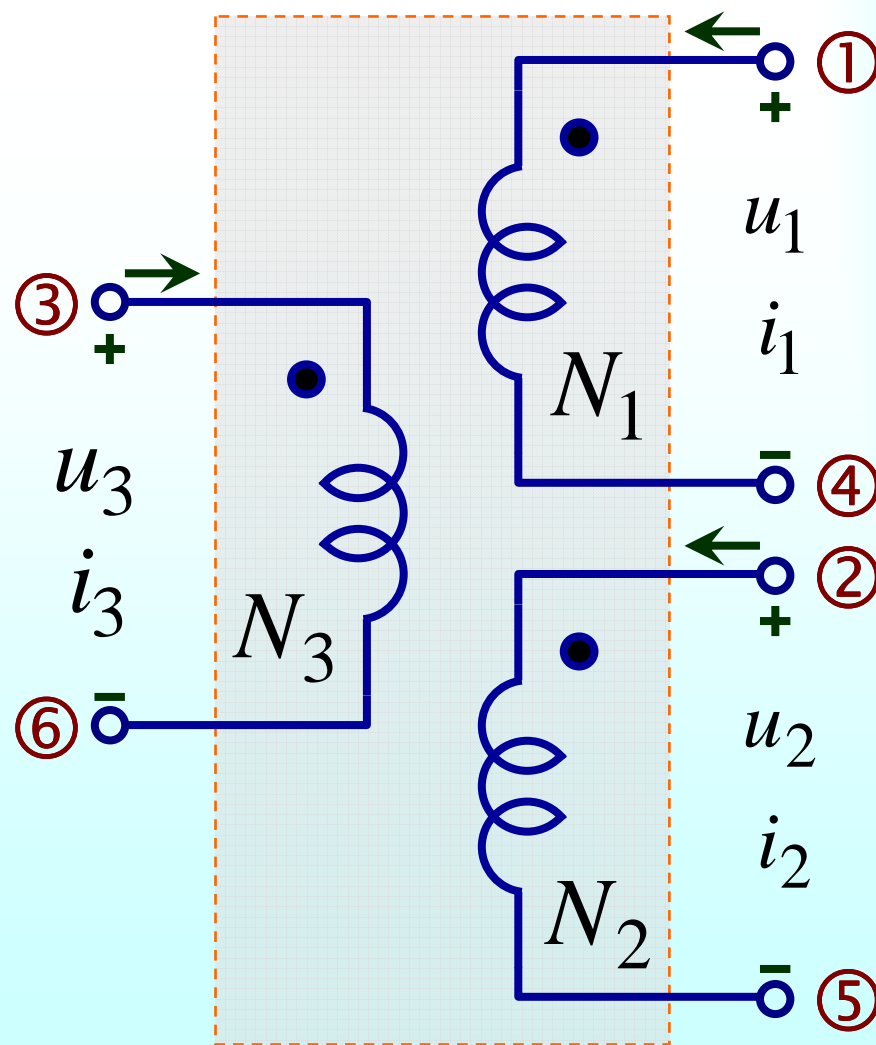 ①
+
u₁
i₁
N₁
−
④
③
+
u₃
i₃
N₃
−
⑥
②
+
u₂
i₂
N₂
−
⑤